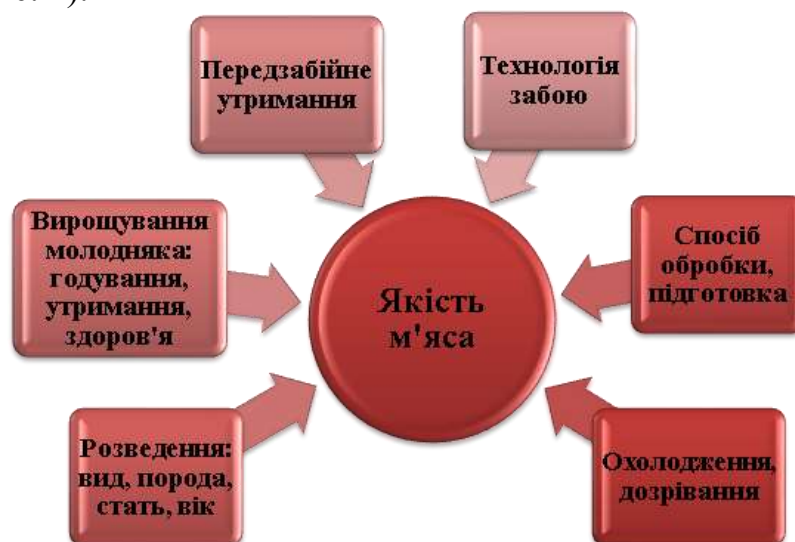 Передзабійне
утримання
Технологія
забою
Вирощування
молодняка:
годування,
утримання,
здоров'я
Спосіб
обробки,
підготовка
Якість
м'яса
Розведення:
вид, порода,
стать, вік
Охолодження,
дозрівання